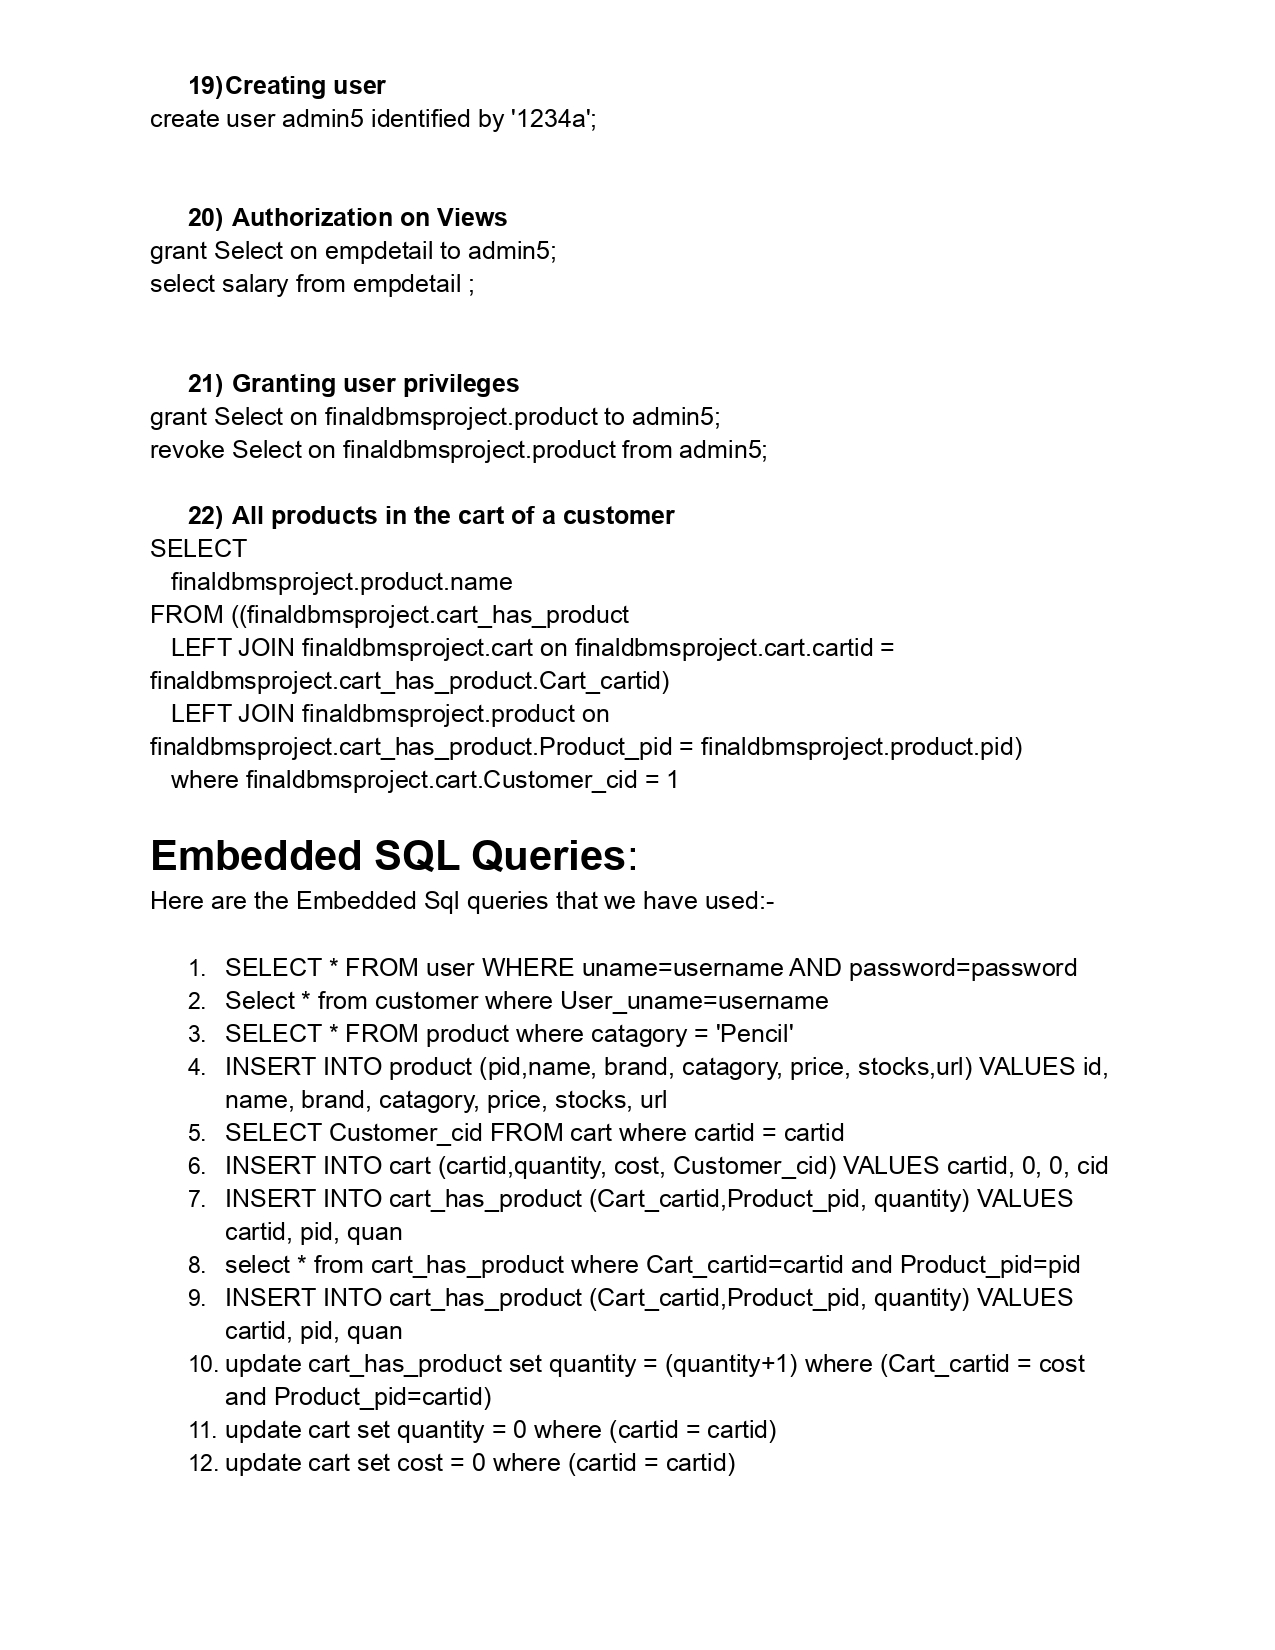 19)Creating user
create user admin5 identified by '1234a';
20) Authorization on Views
grant Select on empdetail to admin5;
select salary from empdetail ;
21) Granting user privileges
grant Select on finaldbmsproject.product to admin5;
revoke Select on finaldbmsproject.product from admin5;
22) All products in the cart of a customer
SELECT
finaldbmsproject.product.name
FROM ((finaldbmsproject.cart_has_product
LEFT JOIN finaldbmsproject.cart on finaldbmsproject.cart.cartid =
finaldbmsproject.cart_has_product.Cart_cartid)
LEFT JOIN finaldbmsproject.product on
finaldbmsproject.cart_has_product.Product_pid = finaldbmsproject.product.pid)
where finaldbmsproject.cart.Customer_cid = 1
Embedded SQL Queries:
Here are the Embedded Sql queries that we have used:-
1. SELECT * FROM user WHERE uname=username AND password=password
2. Select * from customer where User_uname=username
3. SELECT * FROM product where catagory = 'Pencil'
4. INSERT INTO product (pid,name, brand, catagory, price, stocks,url) VALUES id,
name, brand, catagory, price, stocks, url
5. SELECT Customer_cid FROM cart where cartid = cartid
6. INSERT INTO cart (cartid,quantity, cost, Customer_cid) VALUES cartid, 0, 0, cid
7. INSERT INTO cart_has_product (Cart_cartid,Product_pid, quantity) VALUES
cartid, pid, quan
8. select * from cart_has_product where Cart_cartid=cartid and Product_pid=pid
9. INSERT INTO cart_has_product (Cart_cartid,Product_pid, quantity) VALUES
cartid, pid, quan
10. update cart_has_product set quantity = (quantity+1) where (Cart_cartid = cost
and Product_pid=cartid)
11. update cart set quantity = 0 where (cartid = cartid)
12. update cart set cost = 0 where (cartid = cartid)